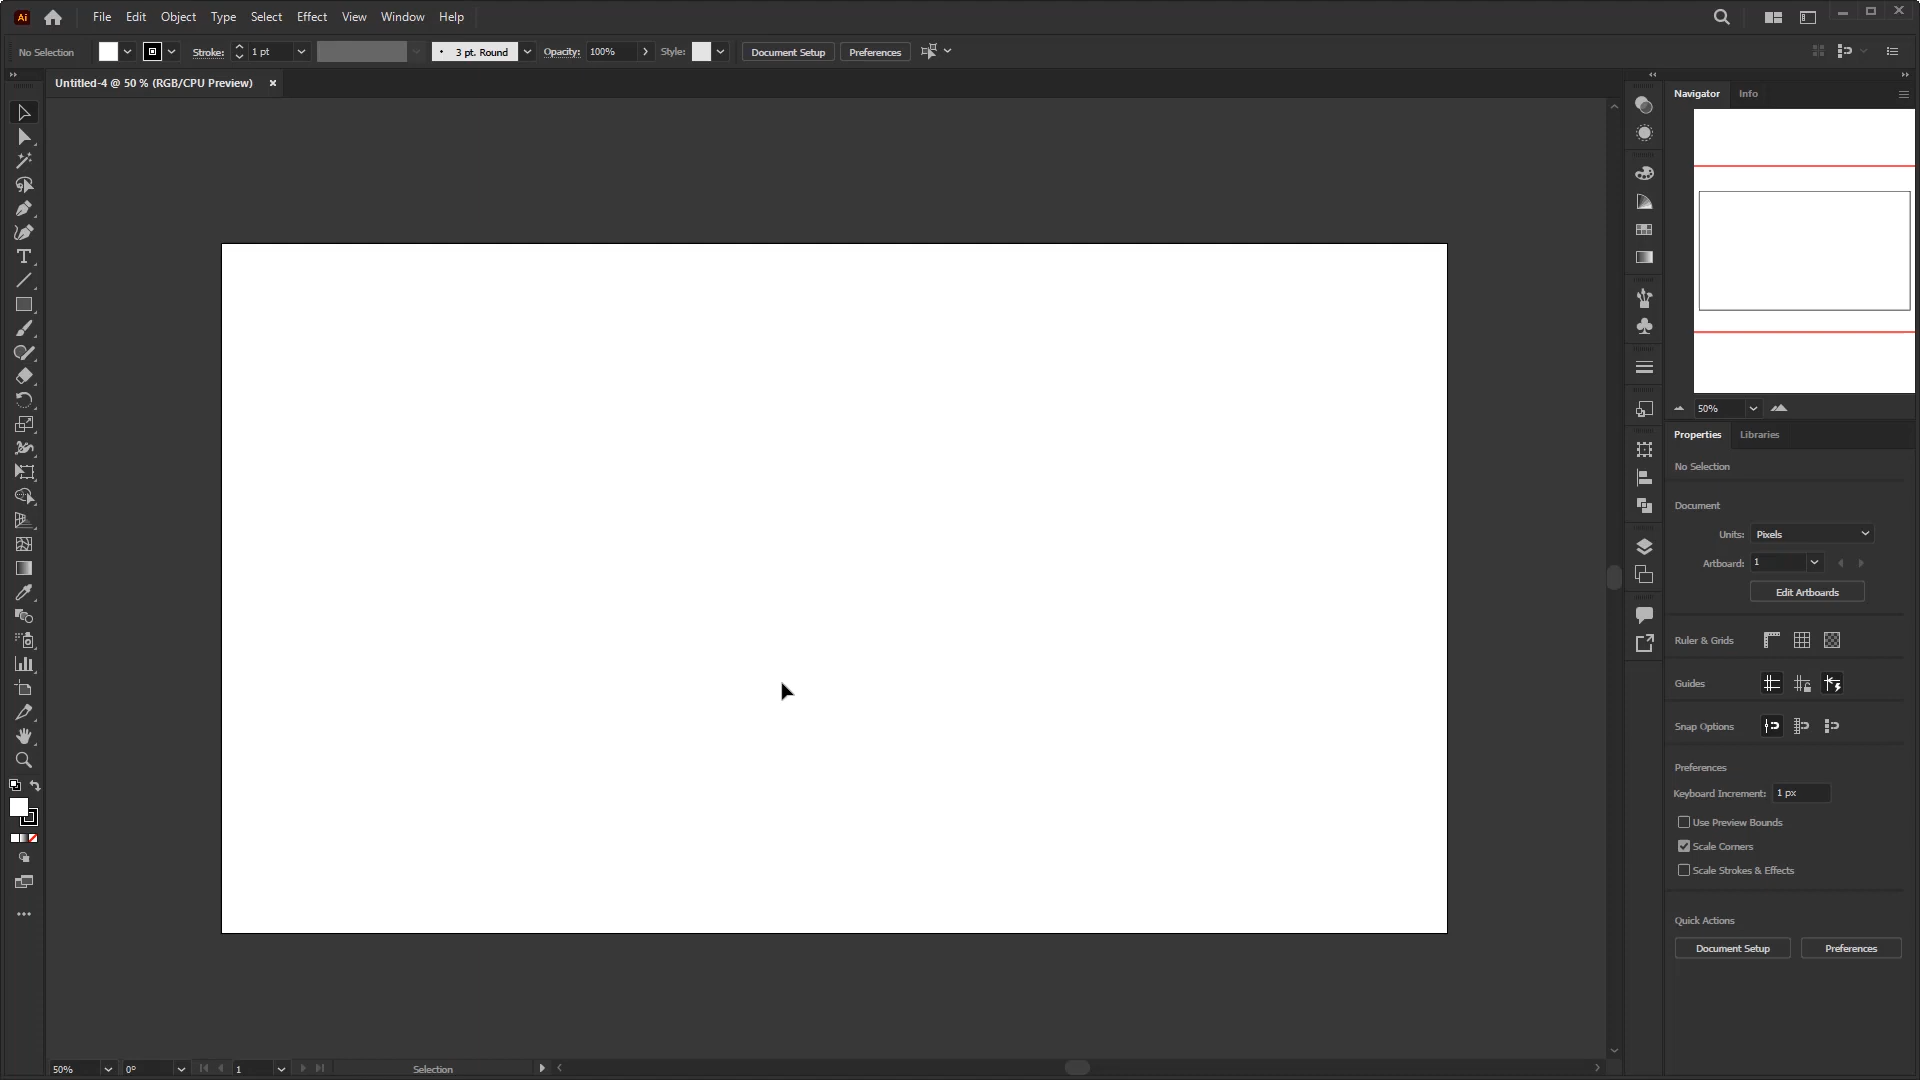 Ai File Edit Object Type Select Effect View Window Help
No Selection Stroke: 1 pt 3 pt. Round Opacity: 100% Style: Document Setup Preferences
Untitled-4 @ 50 % (RGB/CPU Preview)
Navigator Info
50%
Properties Libraries
No Selection
Document
Units: Pixels
Artboard: 1
Edit Artboards
Ruler & Grids
Guides
Snap Options
Preferences
Keyboard Increment: 1 px
Use Preview Bounds
Scale Corners
Scale Strokes & Effects
Quick Actions
Document Setup Preferences
50% 0° 1 Selection